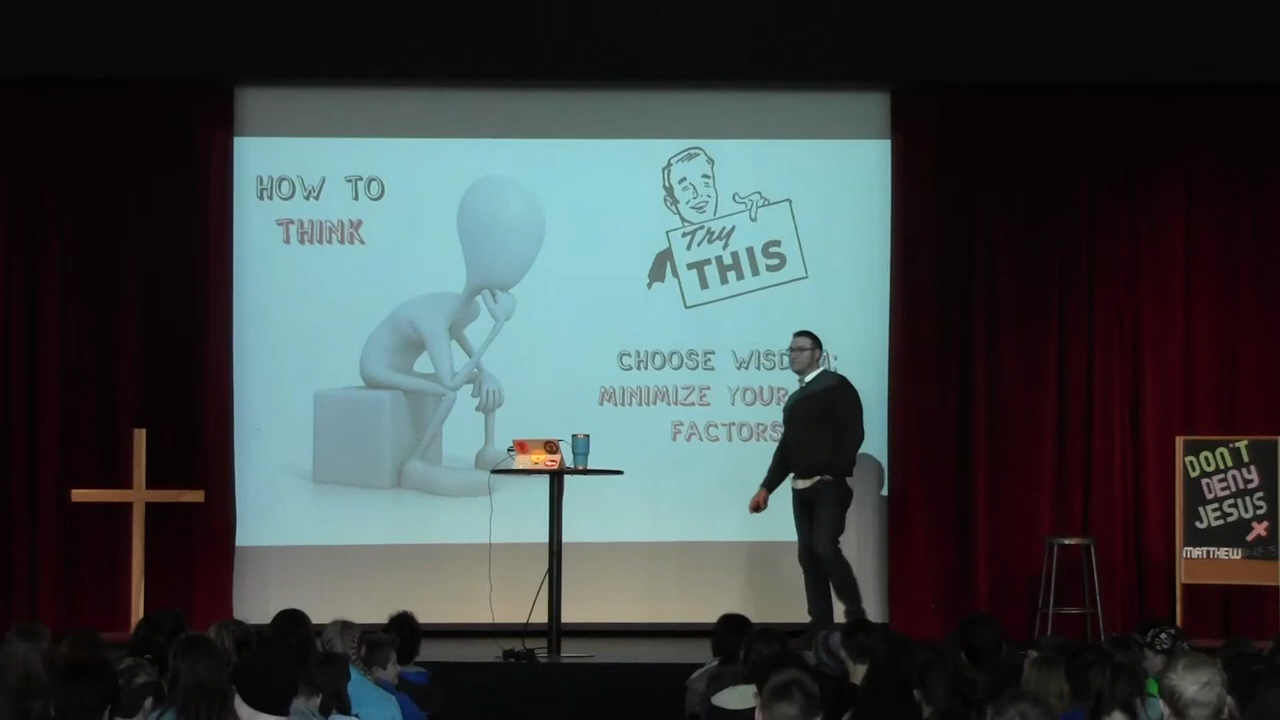 HOW TO
THINK
Try
THIS
CHOOSE WISD M:
MINIMIZE YOUR
FACTORS
DON'T
DENY
JESUS
MATTHEW